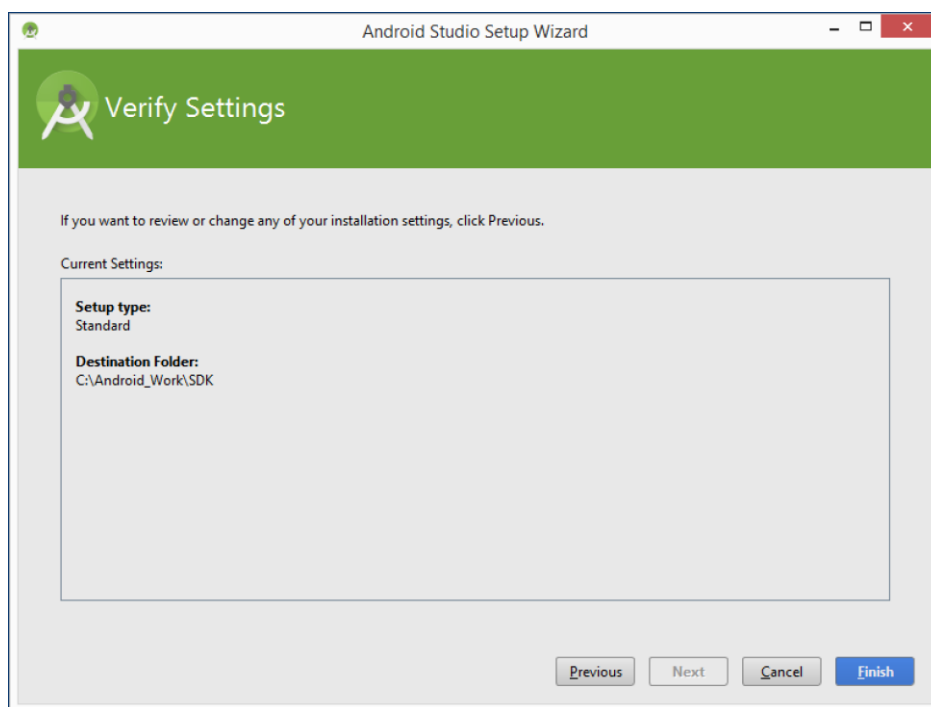 Android Studio Setup Wizard
Verify Settings
If you want to review or change any of your installation settings, click Previous.
Current Settings:
Setup type:
Standard
Destination Folder:
C:\Android_Work\SDK
Previous
Next
Cancel
Finish